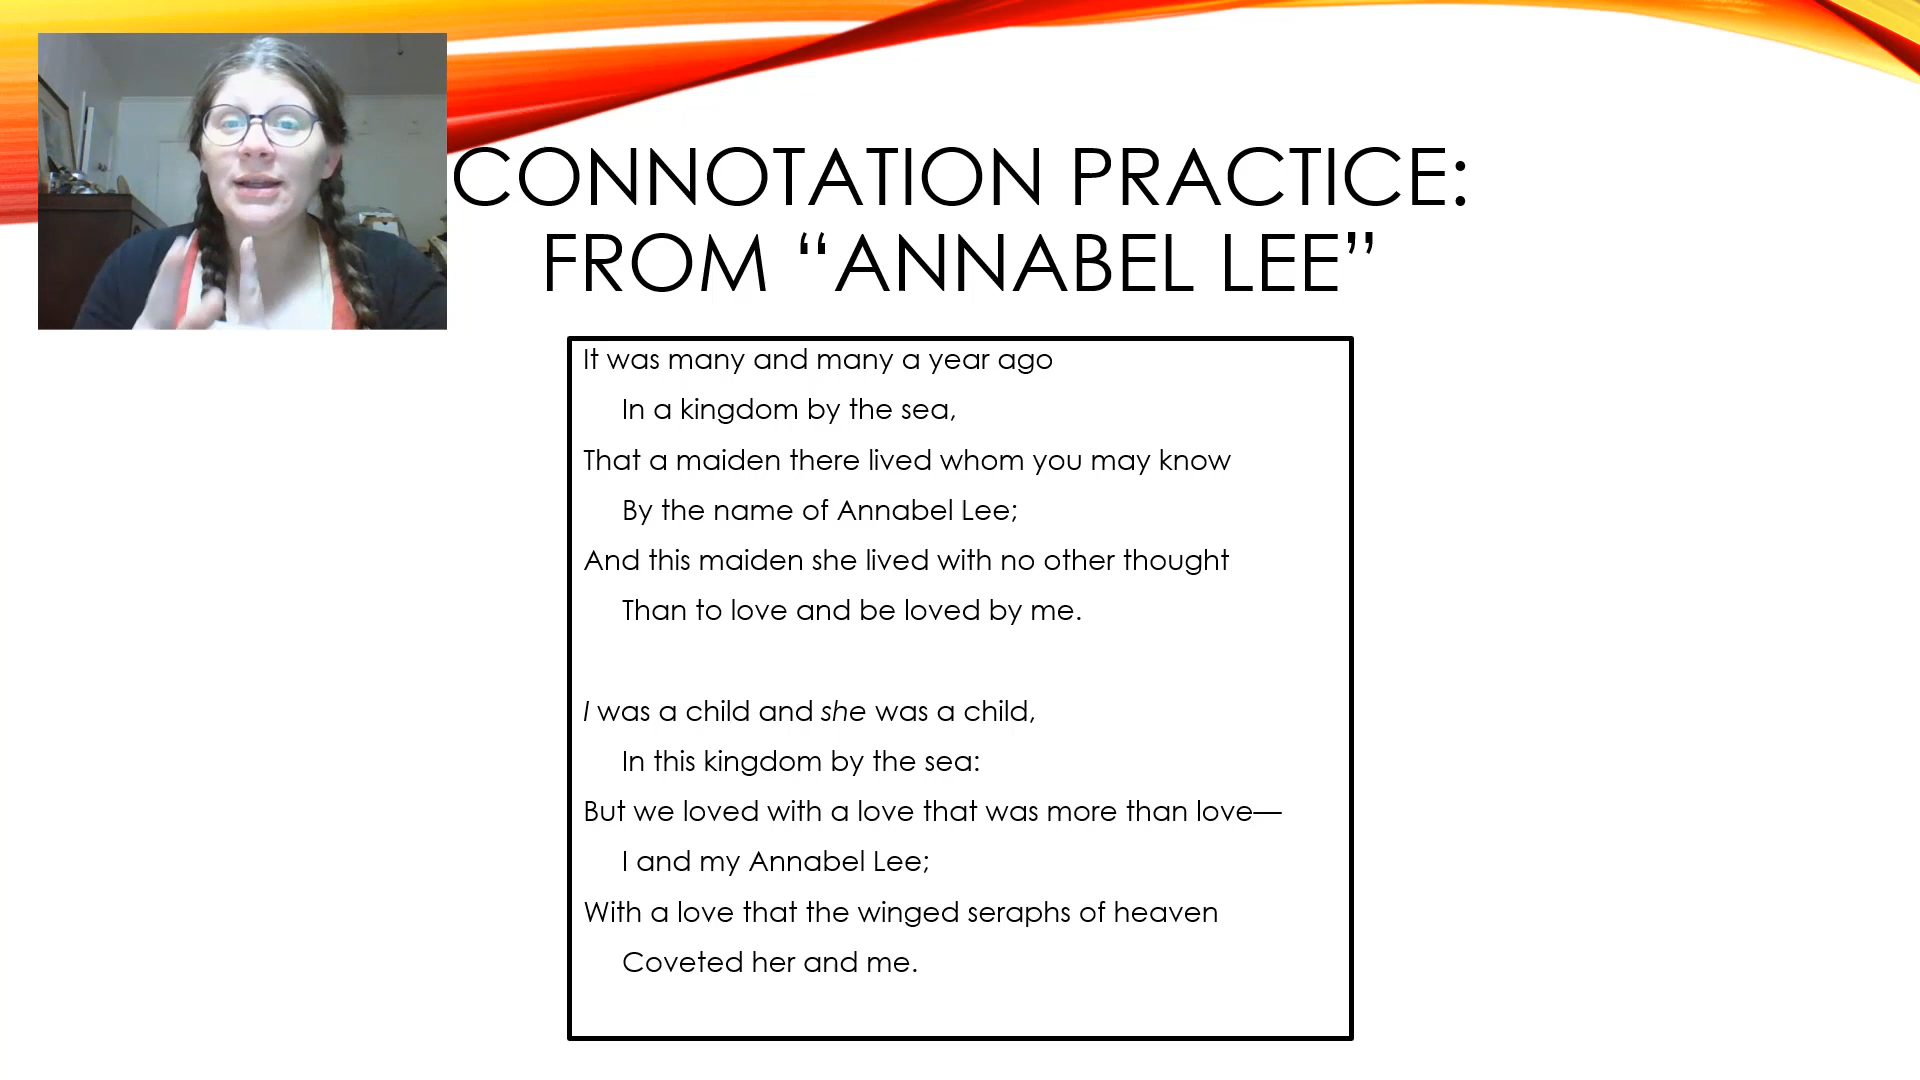 CONNOTATION PRACTICE:
FROM “ANNABEL LEE”
It was many and many a year ago
In a kingdom by the sea,
That a maiden there lived whom you may know
By the name of Annabel Lee;
And this maiden she lived with no other thought
Than to love and be loved by me.
I was a child and she was a child,
In this kingdom by the sea:
But we loved with a love that was more than love—
I and my Annabel Lee;
With a love that the winged seraphs of heaven
Coveted her and me.